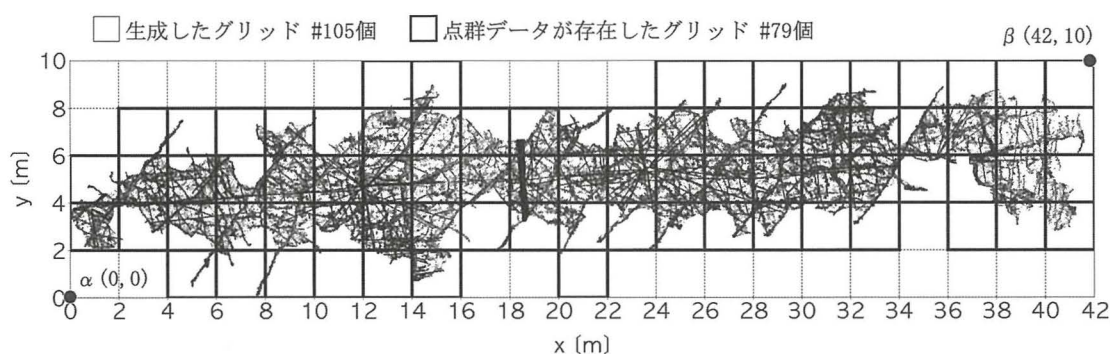 生成したグリッド #105個
点群データが存在したグリッド #79個
β (42, 10)
10
8
6
4
2
0
y [m]
α (0, 0)
0 2 4 6 8 10 12 14 16 18 20 22 24 26 28 30 32 34 36 38 40 42
x [m]